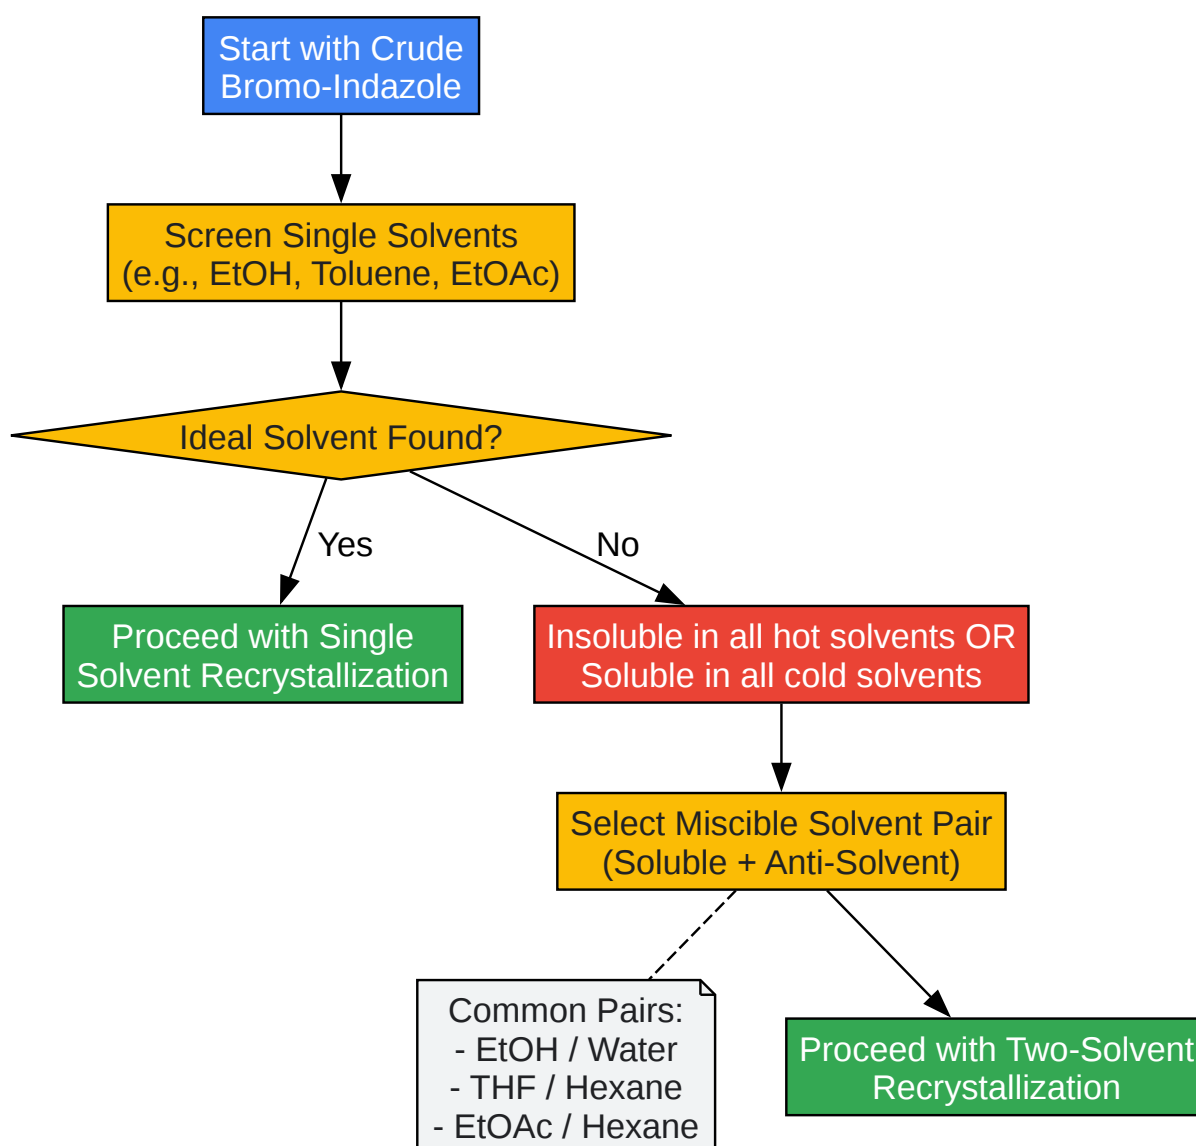 Start with Crude
Bromo-Indazole
Screen Single Solvents
(e.g., EtOH, Toluene, EtOAc)
Ideal Solvent Found?
Yes
No
Proceed with Single
Solvent Recrystallization
Insoluble in all hot solvents OR
Soluble in all cold solvents
Select Miscible Solvent Pair
(Soluble + Anti-Solvent)
Common Pairs:
- EtOH / Water
- THF / Hexane
- EtOAc / Hexane
Proceed with Two-Solvent
Recrystallization